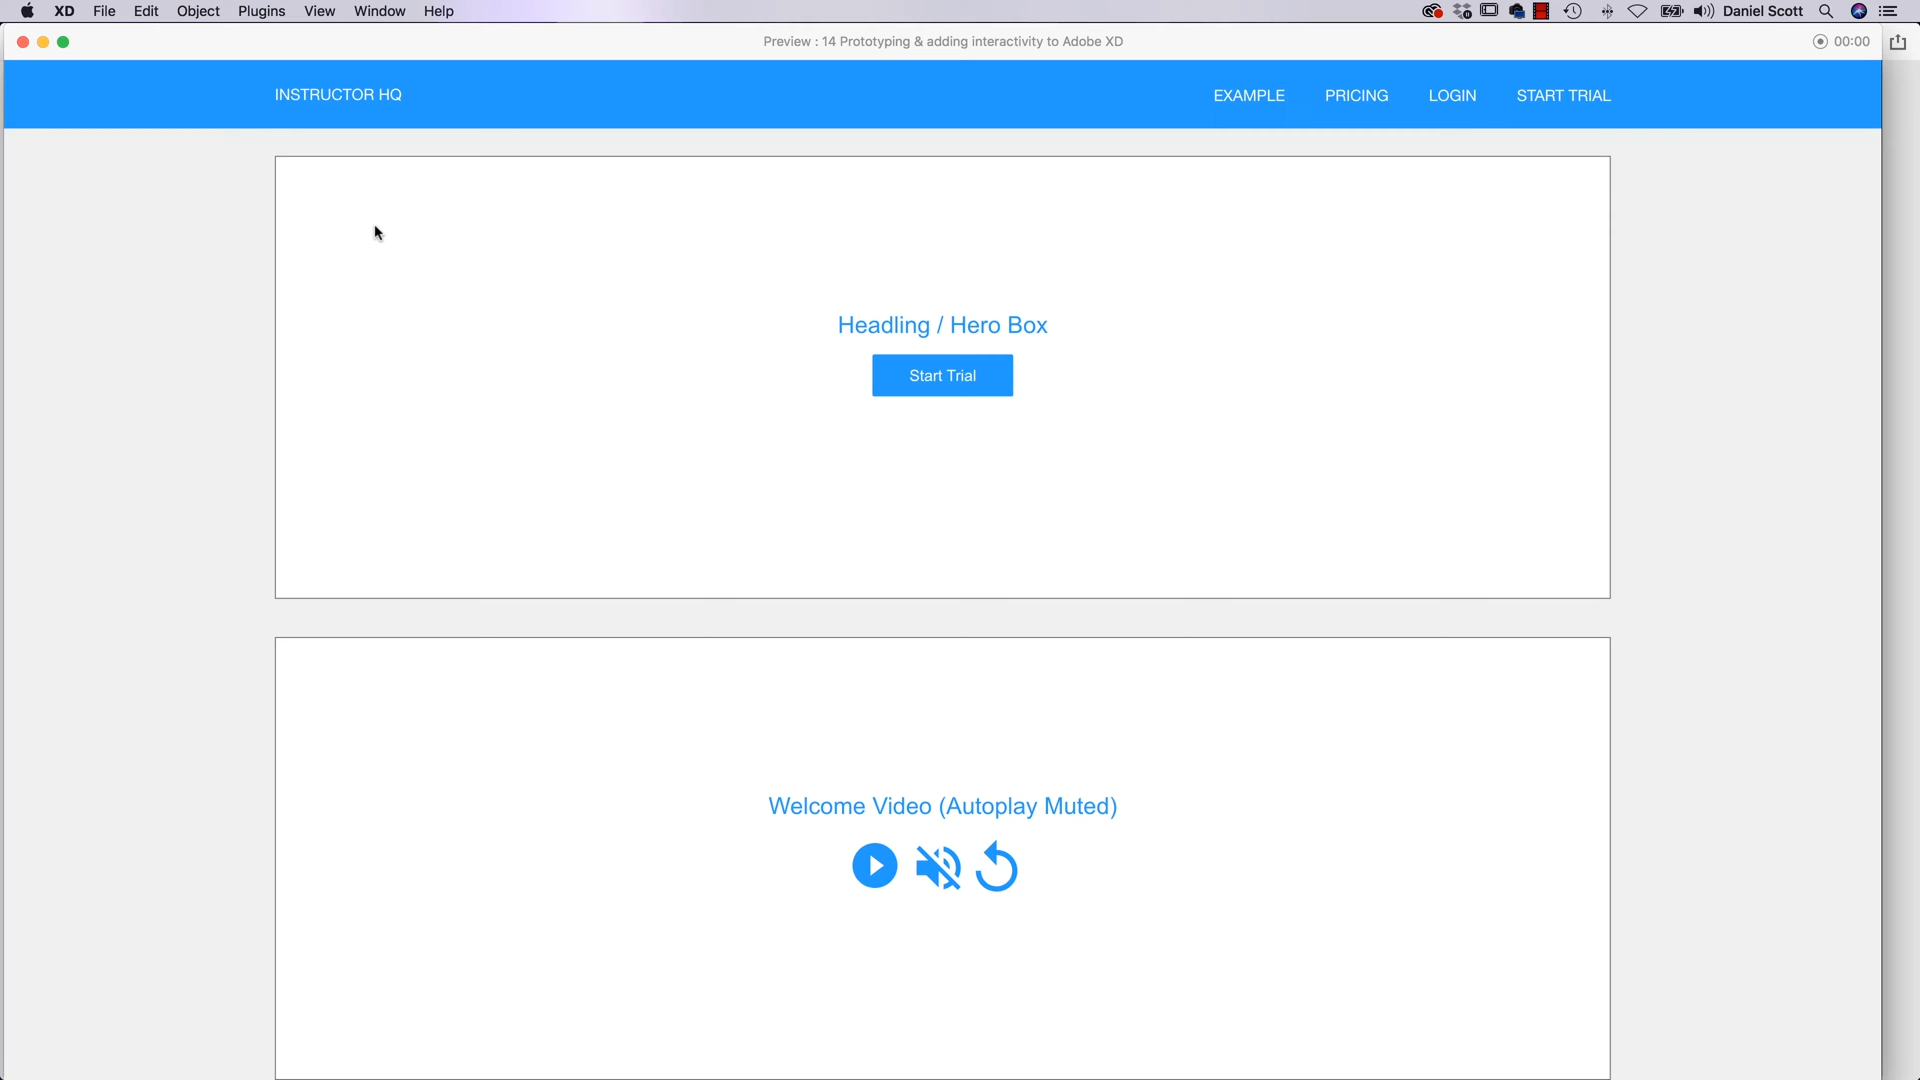 XD File Edit Object Plugins View Window Help Daniel Scott
Preview : 14 Prototyping & adding interactivity to Adobe XD 00:00
INSTRUCTOR HQ EXAMPLE PRICING LOGIN START TRIAL
Headling / Hero Box
Start Trial
Welcome Video (Autoplay Muted)